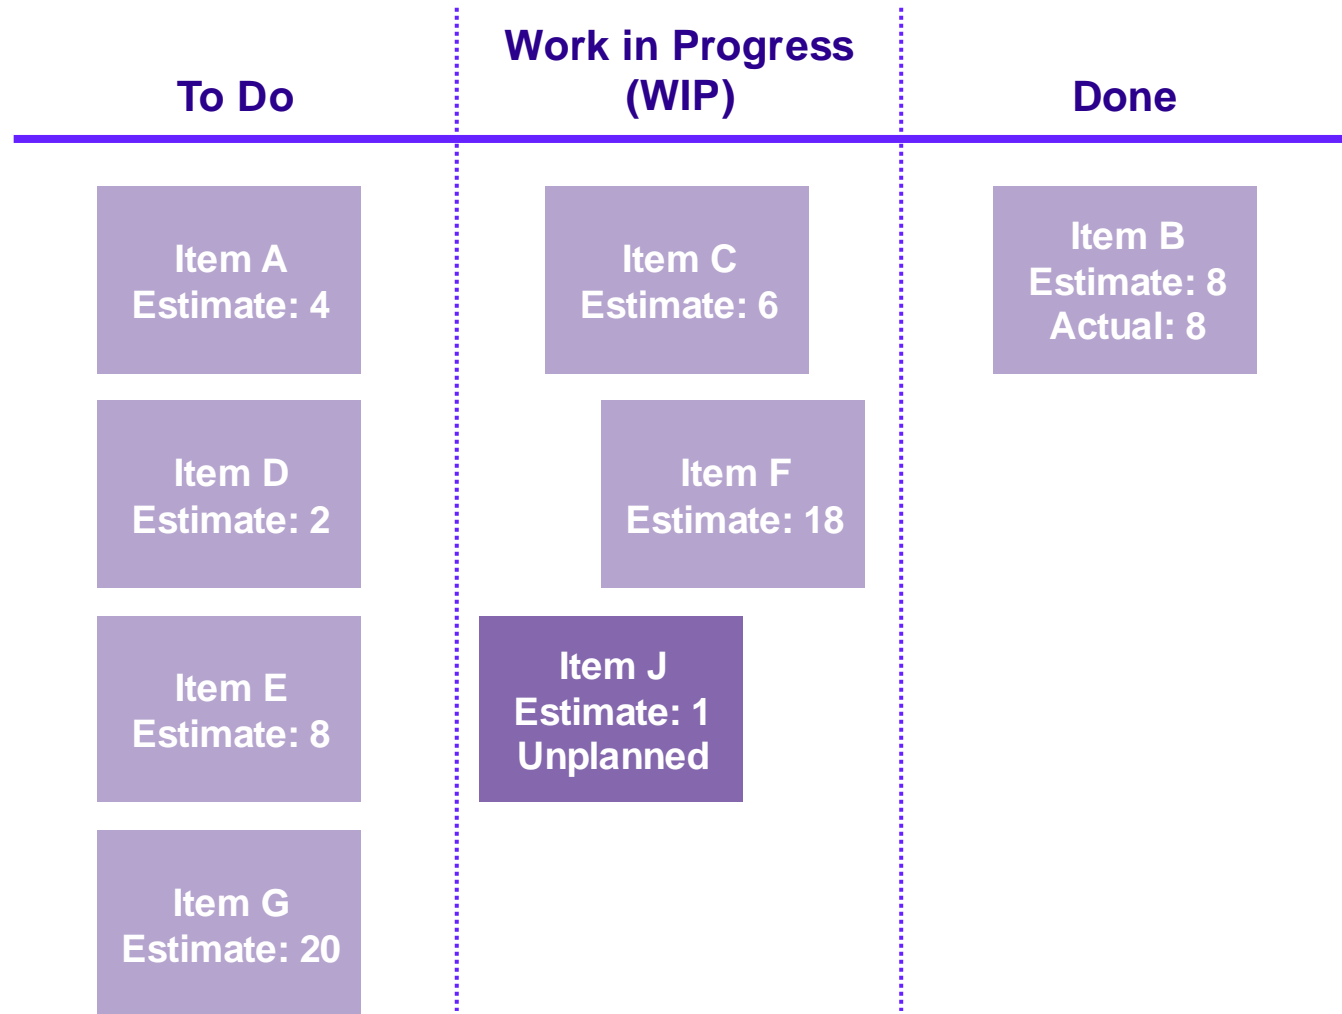 To Do
Work in Progress
(WIP)
Done
Item A
Estimate: 4
Item D
Estimate: 2
Item E
Estimate: 8
Item G
Estimate: 20
Item C
Estimate: 6
Item F
Estimate: 18
Item J
Estimate: 1
Unplanned
Item B
Estimate: 8
Actual: 8